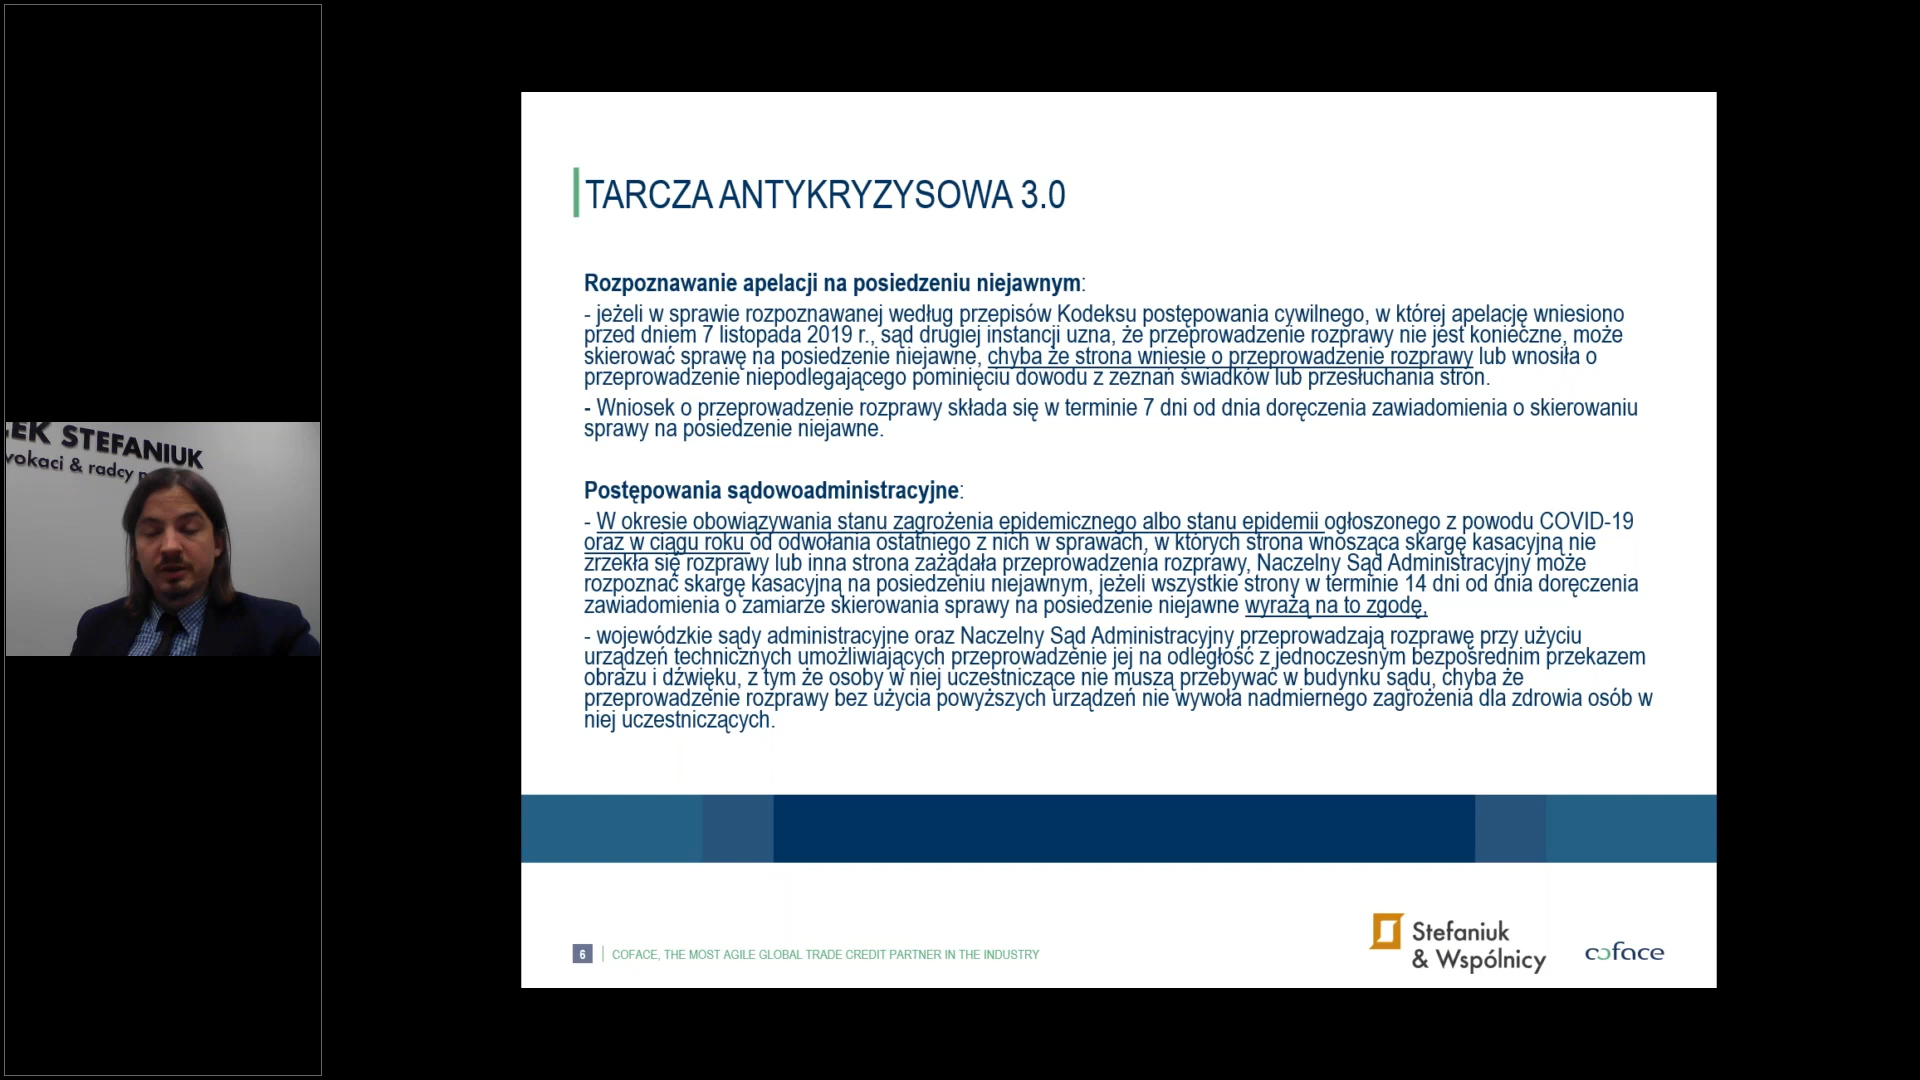 EK STEFANIUK
wokaci & radcy
TARCZA ANTYKRYZYSOWA 3.0
Rozpoznawanie apelacji na posiedzeniu niejawnym:
- jeżeli w sprawie rozpoznawanej według przepisów Kodeksu postępowania cywilnego, w której apelację wniesiono
przed dniem 7 listopada 2019 r., sąd drugiej instancji uzna, że przeprowadzenie rozprawy nie jest konieczne, może
skierować sprawę na posiedzenie niejawne, chyba że strona wniesie o przeprowadzenie rozprawy lub wnosiła o
przeprowadzenie niepodlegającego pominięciu dowodu z zeznań świadków lub przesłuchania stron.
- Wniosek o przeprowadzenie rozprawy składa się w terminie 7 dni od dnia doręczenia zawiadomienia o skierowaniu
sprawy na posiedzenie niejawne.
Postępowania sądowoadministracyjne:
- W okresie obowiązywania stanu zagrożenia epidemicznego albo stanu epidemii ogłoszonego z powodu COVID-19
oraz w ciągu roku od odwołania ostatniego z nich w sprawach, w których strona wnosząca skargę kasacyjną nie
zrzekła się rozprawy lub inna strona zażądała przeprowadzenia rozprawy, Naczelny Sąd Administracyjny może
rozpoznać skargę kasacyjną na posiedzeniu niejawnym, jeżeli wszystkie strony w terminie 14 dni od dnia doręczenia
zawiadomienia o zamiarze skierowania sprawy na posiedzenie niejawne wyrażą na to zgodę,
- wojewódzkie sądy administracyjne oraz Naczelny Sąd Administracyjny przeprowadzają rozprawę przy użyciu
urządzeń technicznych umożliwiających przeprowadzenie jej na odległość z jednoczesnym bezpośrednim przekazem
obrazu i dźwięku, z tym że osoby w niej uczestniczące nie muszą przebywać w budynku sądu, chyba że
przeprowadzenie rozprawy bez użycia powyższych urządzeń nie wywoła nadmiernego zagrożenia dla zdrowia osób w
niej uczestniczących.
6
COFACE, THE MOST AGILE GLOBAL TRADE CREDIT PARTNER IN THE INDUSTRY
Stefaniuk
& Wspólnicy
coface